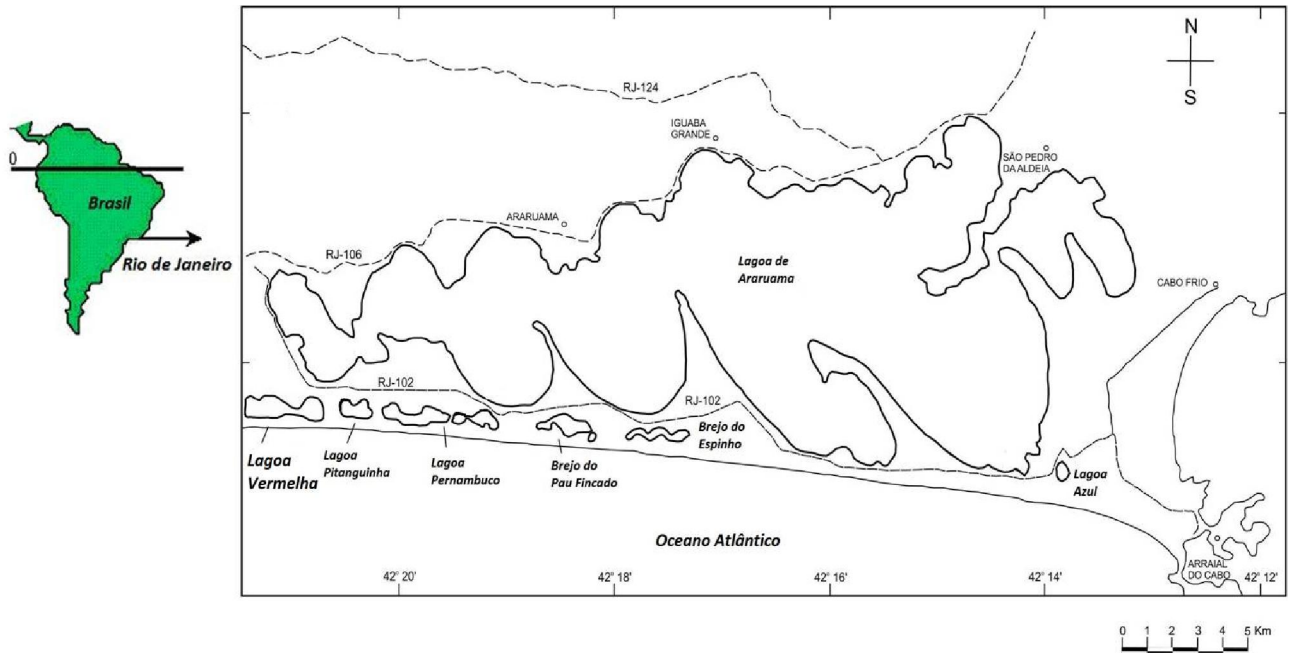 N
S
RJ-124
IGUABA
GRANDE
SÃO PEDRO
DA ALDEIA
0
Brasil
Rio de Janeiro
ARARUAMA
RJ-106
Lagoa de
Araruama
CABO FRIO
RJ-102
RJ-102
Brejo do
Espinho
Lagoa
Vermelha
Lagoa
Pitanguinha
Lagoa
Pernambuco
Brejo do
Pau Fincado
Lagoa
Azul
Oceano Atlântico
ARRAIAL
DO CABO
42° 20'
42° 18'
42° 16'
42° 14'
42° 12'
0 1 2 3 4 5 Km